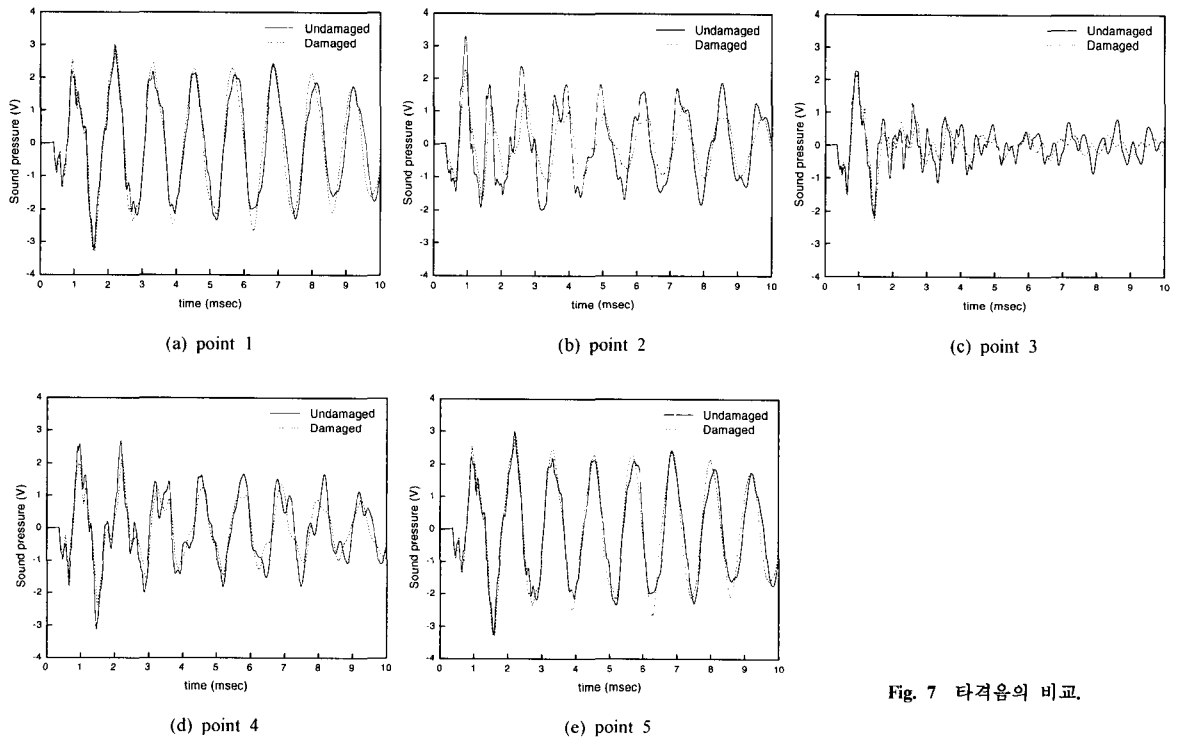 Undamaged
Damaged
Sound pressure (V)
4
3
2
1
0
-1
-2
-3
-4
0 1 2 3 4 5 6 7 8 9 10
time (msec)
(a) point 1
Undamaged
Damaged
Sound pressure (V)
4
3
2
1
0
-1
-2
-3
-4
0 1 2 3 4 5 6 7 8 9 10
time (msec)
(b) point 2
Undamaged
Damaged
Sound pressure (V)
4
3
2
1
0
-1
-2
-3
-4
0 1 2 3 4 5 6 7 8 9 10
time (msec)
(c) point 3
Undamaged
Damaged
Sound pressure (V)
4
3
2
1
0
-1
-2
-3
-4
0 1 2 3 4 5 6 7 8 9 10
time (msec)
(d) point 4
Undamaged
Damaged
Sound pressure (V)
4
3
2
1
0
-1
-2
-3
-4
0 1 2 3 4 5 6 7 8 9 10
time (msec)
(e) point 5
Fig. 7 타격음의 비교.